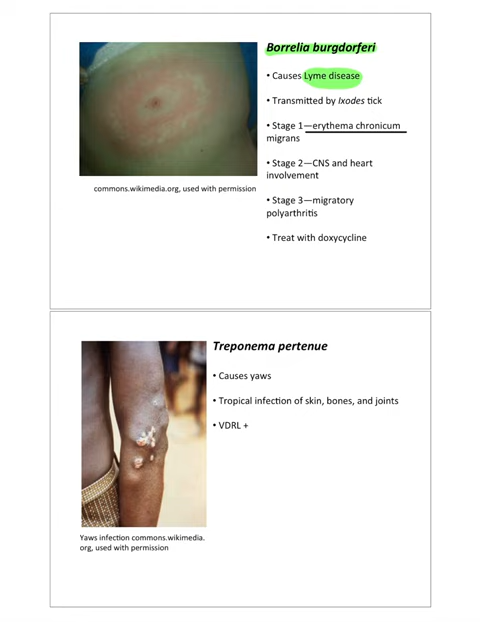 Borrelia burgdorferi
• Causes Lyme disease
• Transmitted by Ixodes tick
• Stage 1—erythema chronicum
migrans
• Stage 2—CNS and heart
involvement
• Stage 3—migratory
polyarthritis
• Treat with doxycycline
commons.wikimedia.org, used with permission
Treponema pertenue
• Causes yaws
• Tropical infection of skin, bones, and joints
• VDRL +
Yaws infection commons.wikimedia.
org, used with permission